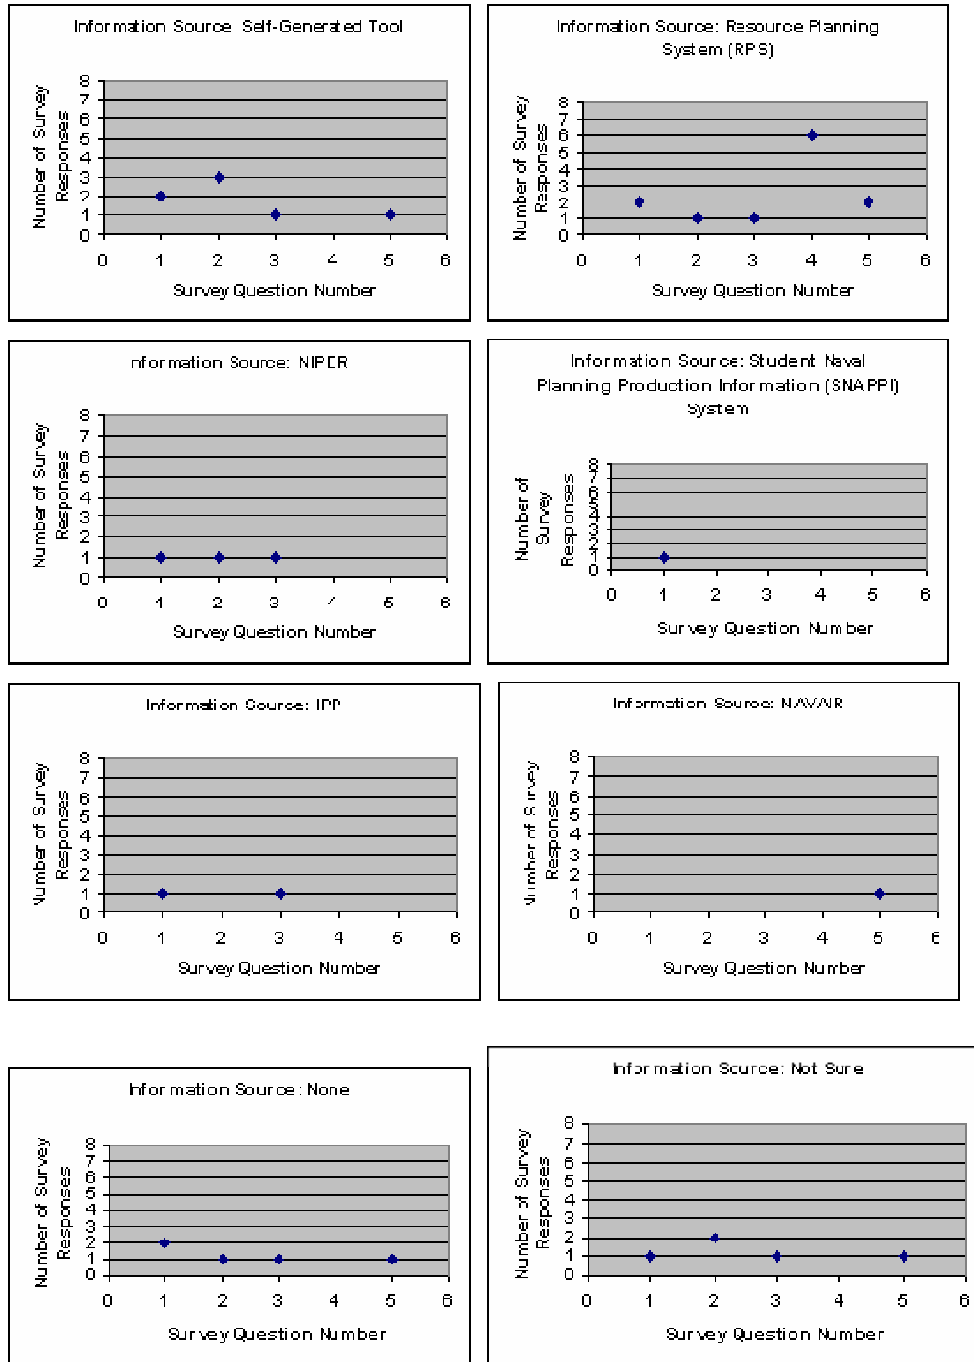 Information Source: Self-Generated Tool
Number of Survey
Responses
8
7
6
5
4
3
2
1
0
0 1 2 3 4 5 6
Survey Question Number
Information Source: Resource Planning
System (RPS)
Number of Survey
Responses
8
7
6
5
4
3
2
1
0
0 1 2 3 4 5 6
Survey Question Number
nformation Source: NIPDR
Number of Survey
Responses
8
7
6
5
4
3
2
1
0
0 1 2 3 4 5 6
Survey Question Number
Information Source: Student Naval
Planning Production Information (SNAPPI)
System
Number of
Survey
Responses
8
7
6
5
4
3
2
1
0
0 1 2 3 4 5 6
Survey Question Number
Information Source: IPP
Number of Survey
Responses
8
7
6
5
4
3
2
1
0
0 1 2 3 4 5 6
Survey Question Number
Information Source: NAVAIR
Number of Survey
Responses
8
7
6
5
4
3
2
1
0
0 1 2 3 4 5 6
Survey Question Number
Information Source: None
Number of Survey
Responses
8
7
6
5
4
3
2
1
0
0 1 2 3 4 5 6
Survey Question Number
Information Source: Not Sure
Number of Survey
Responses
8
7
6
5
4
3
2
1
0
0 1 2 3 4 5 6
Survey Question Number